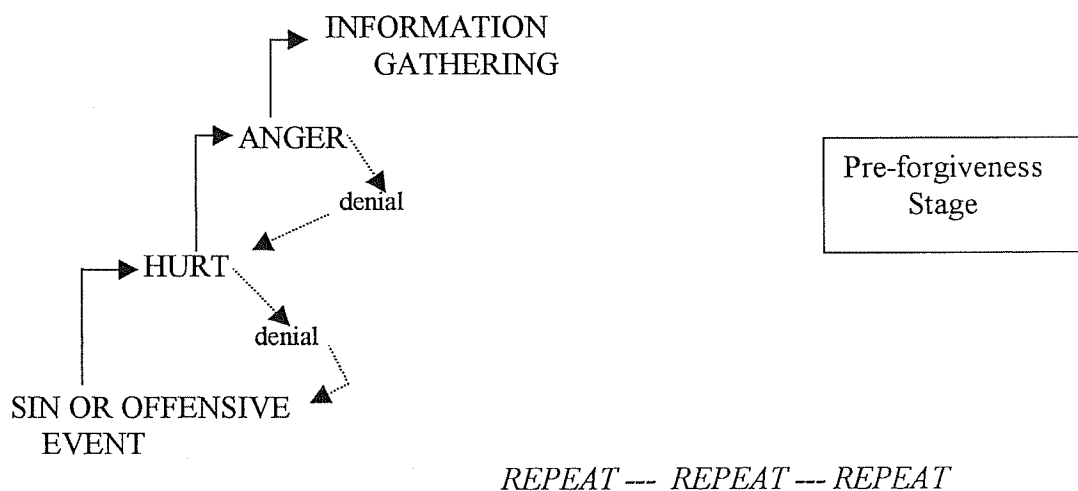 INFORMATION
GATHERING
ANGER
denial
Pre-forgiveness
Stage
HURT
denial
SIN OR OFFENSIVE
EVENT
REPEAT --- REPEAT --- REPEAT